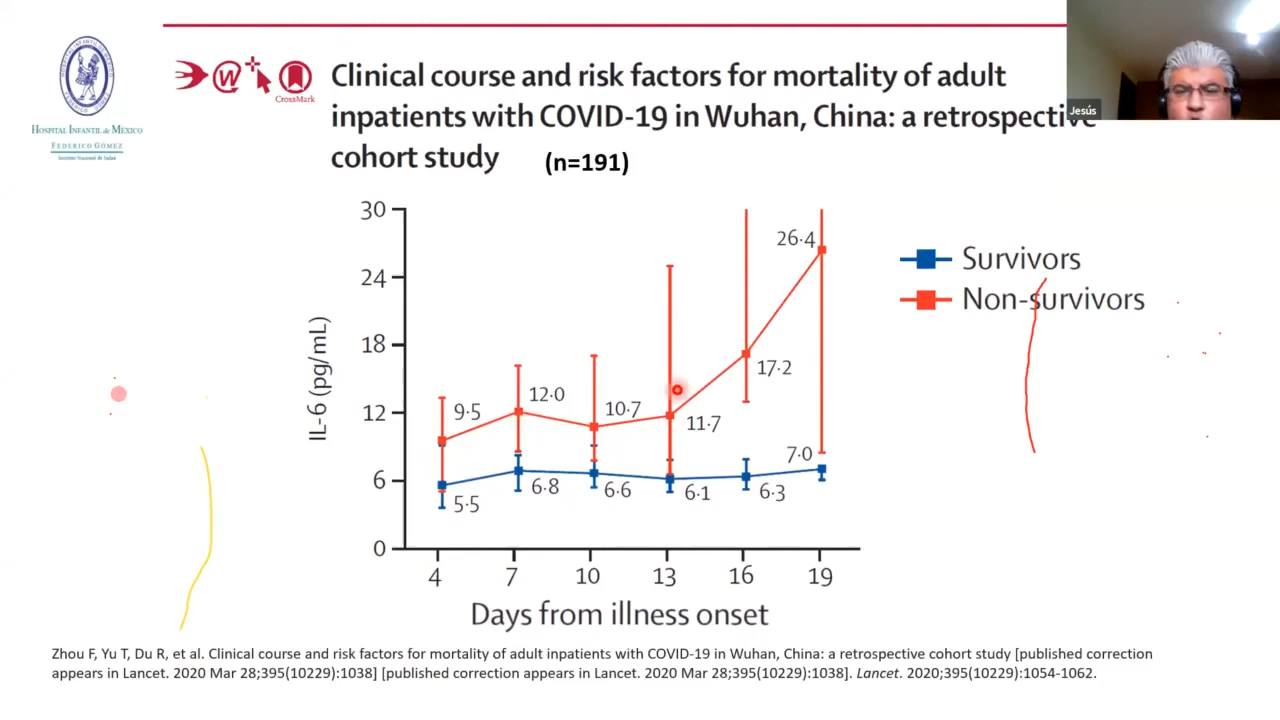 HOSPITAL INFANTIL de MÉXICO
FEDERICO GÓMEZ
Instituto Nacional de Salud
CrossMark
Clinical course and risk factors for mortality of adult
inpatients with COVID-19 in Wuhan, China: a retrospective
cohort study (n=191)
Jesús
30
24
18
12
6
0
IL-6 (pg/mL)
9·5
12·0
10·7
11·7
17·2
26·4
5·5
6·8
6·6
6·1
6·3
7·0
4 7 10 13 16 19
Days from illness onset
Survivors
Non-survivors
Zhou F, Yu T, Du R, et al. Clinical course and risk factors for mortality of adult inpatients with COVID-19 in Wuhan, China: a retrospective cohort study [published correction
appears in Lancet. 2020 Mar 28;395(10229):1038] [published correction appears in Lancet. 2020 Mar 28;395(10229):1038]. Lancet. 2020;395(10229):1054-1062.